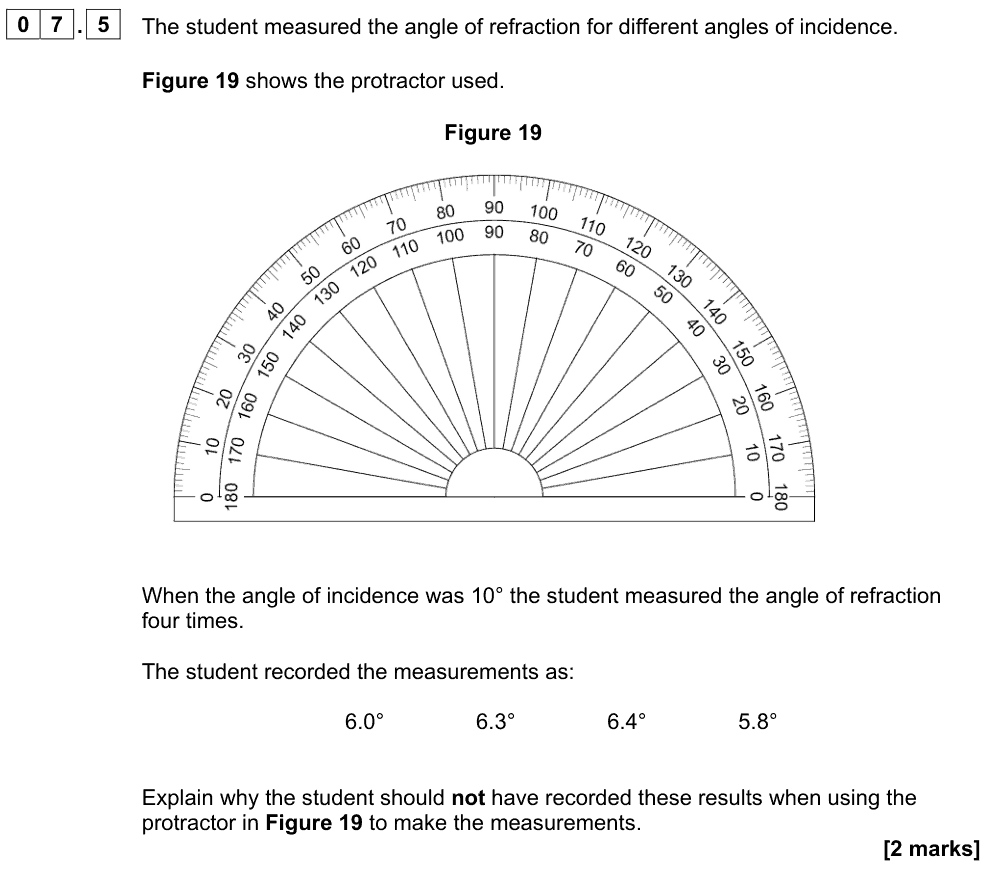 0 7 . 5 The student measured the angle of refraction for different angles of incidence.
Figure 19 shows the protractor used.
Figure 19
0 10 20 30 40 50 60 70 80 90 100 110 120 130 140 150 160 170 180
180 170 160 150 140 130 120 110 100 90 80 70 60 50 40 30 20 10 0
When the angle of incidence was 10° the student measured the angle of refraction
four times.
The student recorded the measurements as:
6.0° 6.3° 6.4° 5.8°
Explain why the student should not have recorded these results when using the
protractor in Figure 19 to make the measurements.
[2 marks]